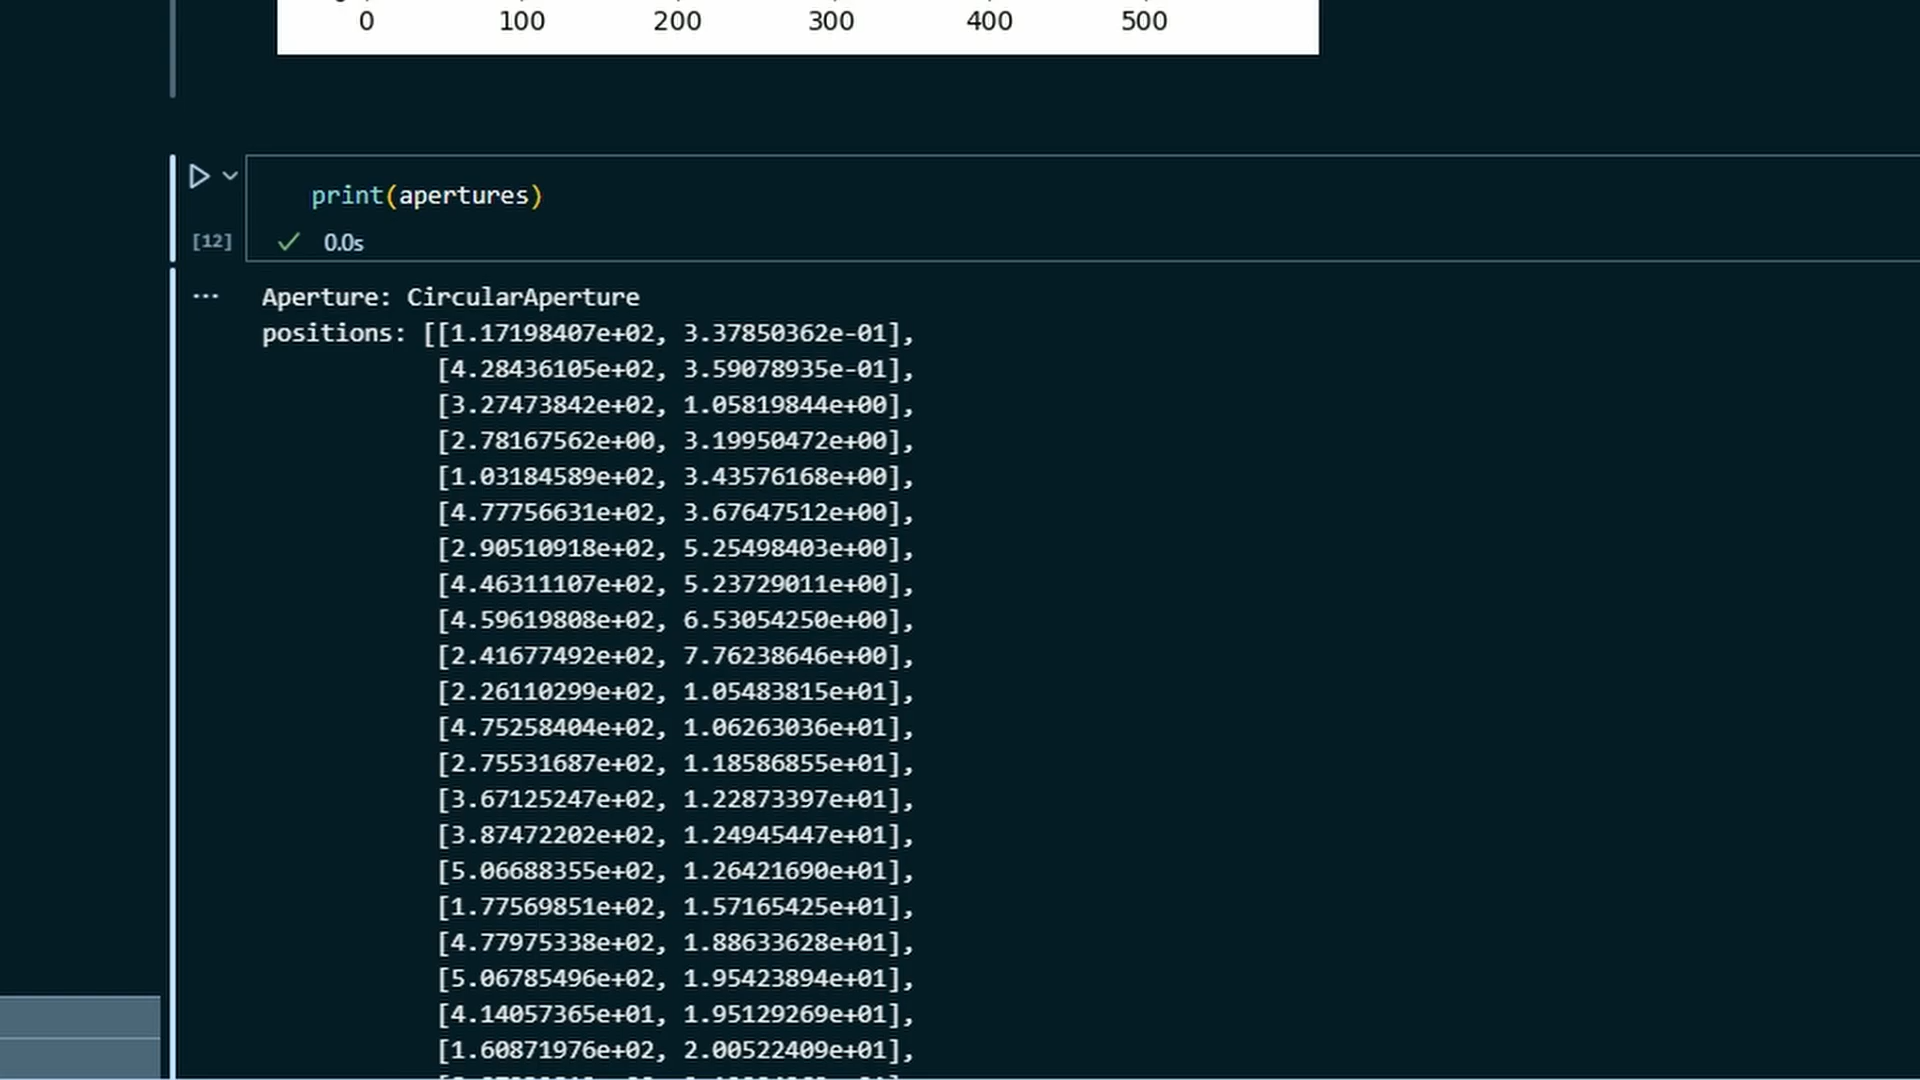 0 100 200 300 400 500
print(apertures)
[12] 0.0s
Aperture: CircularAperture
positions: [[1.17198407e+02, 3.37850362e-01],
[4.28436105e+02, 3.59078935e-01],
[3.27473842e+02, 1.05819844e+00],
[2.78167562e+00, 3.19950472e+00],
[1.03184589e+02, 3.43576168e+00],
[4.77756631e+02, 3.67647512e+00],
[2.90510918e+02, 5.25498403e+00],
[4.46311107e+02, 5.23729011e+00],
[4.59619808e+02, 6.53054250e+00],
[2.41677492e+02, 7.76238646e+00],
[2.26110299e+02, 1.05483815e+01],
[4.75258404e+02, 1.06263036e+01],
[2.75531687e+02, 1.18586855e+01],
[3.67125247e+02, 1.22873397e+01],
[3.87472202e+02, 1.24945447e+01],
[5.06688355e+02, 1.26421690e+01],
[1.77569851e+02, 1.57165425e+01],
[4.77975338e+02, 1.88633628e+01],
[5.06785496e+02, 1.95423894e+01],
[4.14057365e+01, 1.95129269e+01],
[1.60871976e+02, 2.00522409e+01],